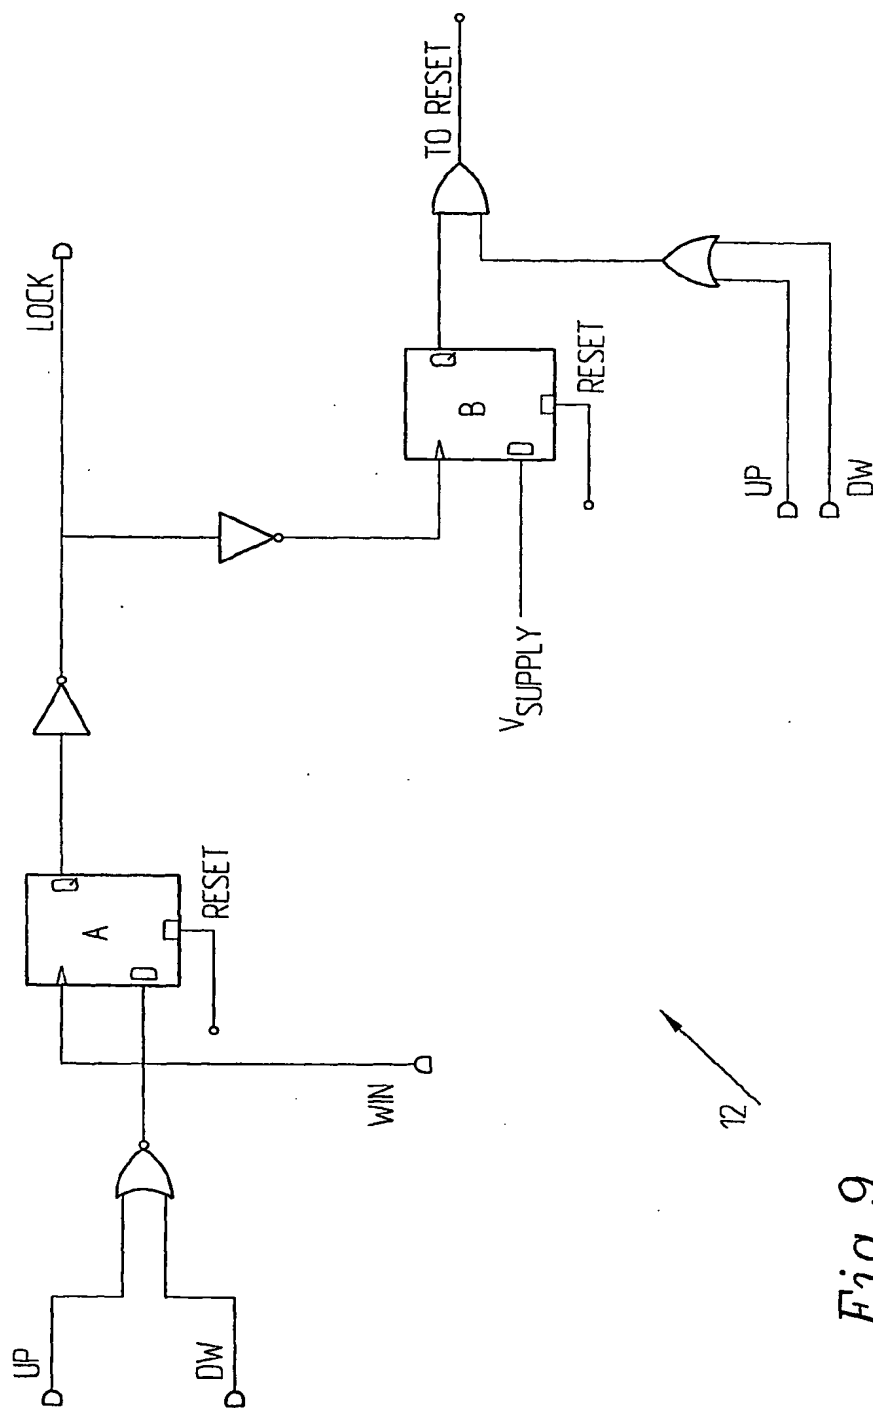 UP
DW
WIN
D
A
Q
RESET
LOCK
VSUPPLY
D
B
Q
RESET
TO RESET
UP
DW
12
Fig 9